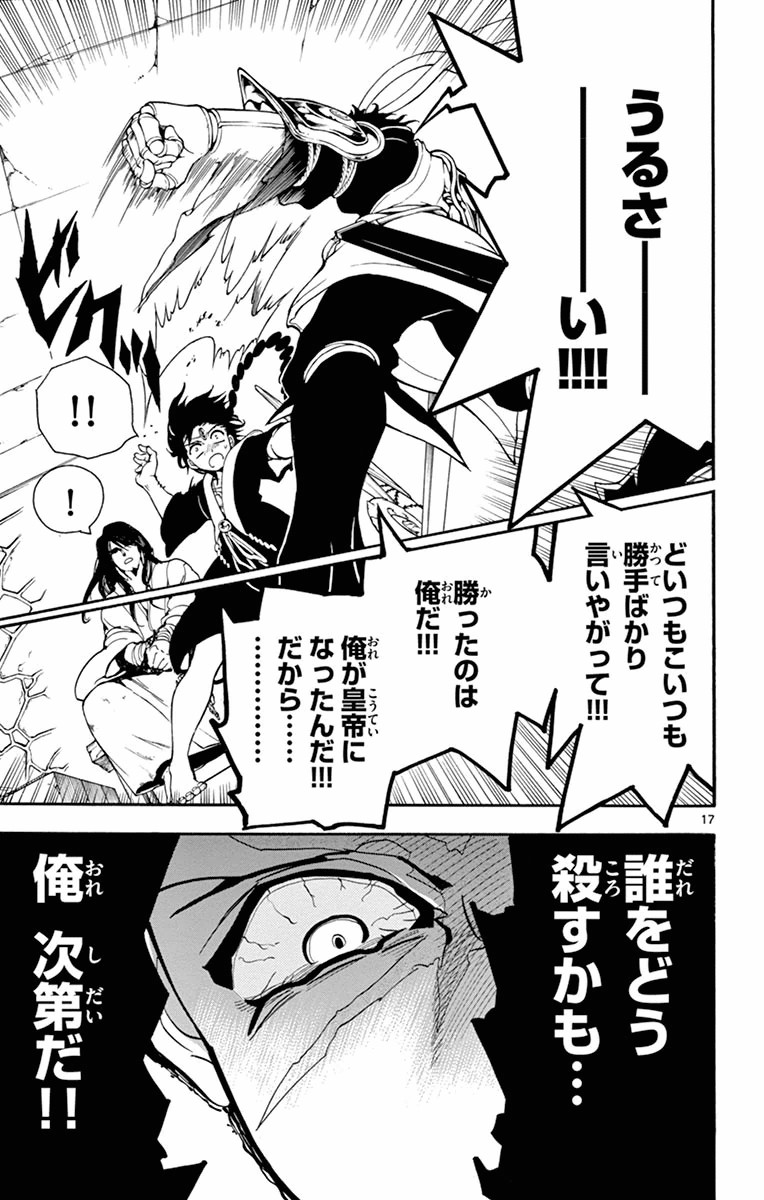 うるさ――い!!!!
ビクッ
!!
!
どいつもこいつも
勝手ばかり
言いやがって!!!
勝ったのは
俺だ!!!
俺が皇帝に
なったんだ!!!
だから……
…………
17
誰をどう
殺すかも…
俺 次第だ!!